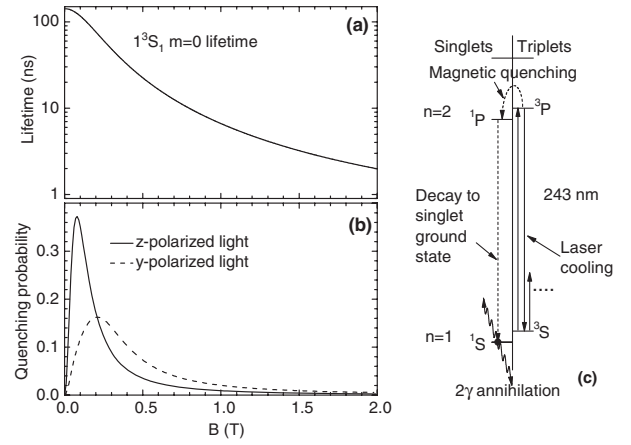 (a)
1³S₁ m=0 lifetime
Lifetime (ns)
100
10
1
(b)
z-polarized light
y-polarized light
Quenching probability
0.3
0.2
0.1
0.0
0.0 0.5 1.0 1.5 2.0
B (T)
Singlets Triplets
Magnetic quenching
n=2
¹P
³P
243 nm
Decay to
singlet
ground
state
Laser
cooling
....
n=1
¹S
³S
2γ annihilation
(c)